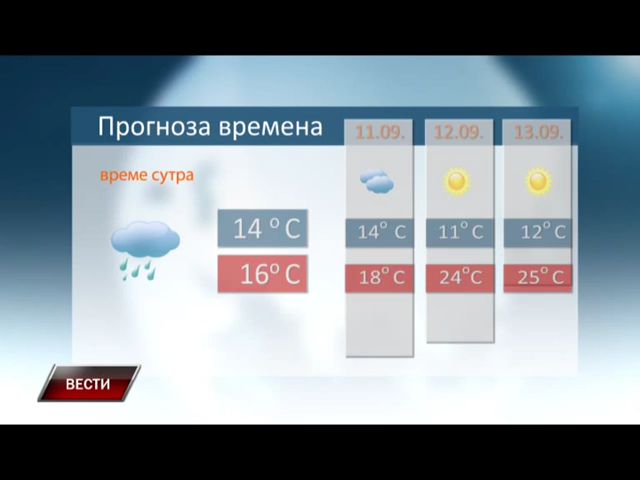 Прогноза времена
11.09. 12.09. 13.09.
време сутра
14°C 14°C 11°C 12°C
16°C 18°C 24°C 25°C
ВЕСТИ